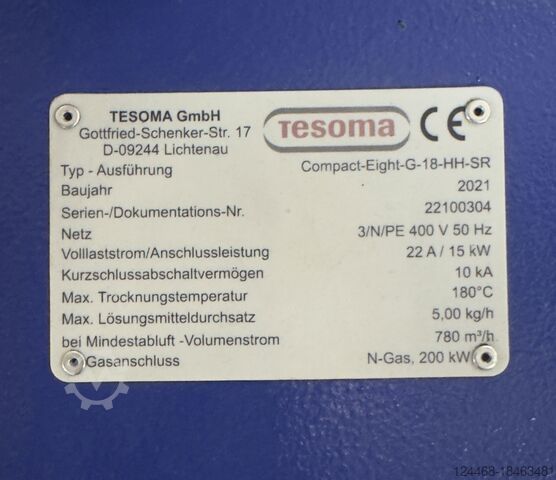 TESOMA GmbH
Gottfried-Schenker-Str. 17
D-09244 Lichtenau
Tesoma CE
Typ - Ausführung Compact-Eight-G-18-HH-SR
Baujahr 2021
Serien-/Dokumentations-Nr. 22100304
Netz 3/N/PE 400 V 50 Hz
Volllaststrom/Anschlussleistung 22 A / 15 kW
Kurzschlussabschaltvermögen 10 kA
Max. Trocknungstemperatur 180°C
Max. Lösungsmitteldurchsatz 5,00 kg/h
bei Mindestabluft -Volumenstrom 780 m³/h
Gasanschluss N-Gas, 200 kW
124468-18463481